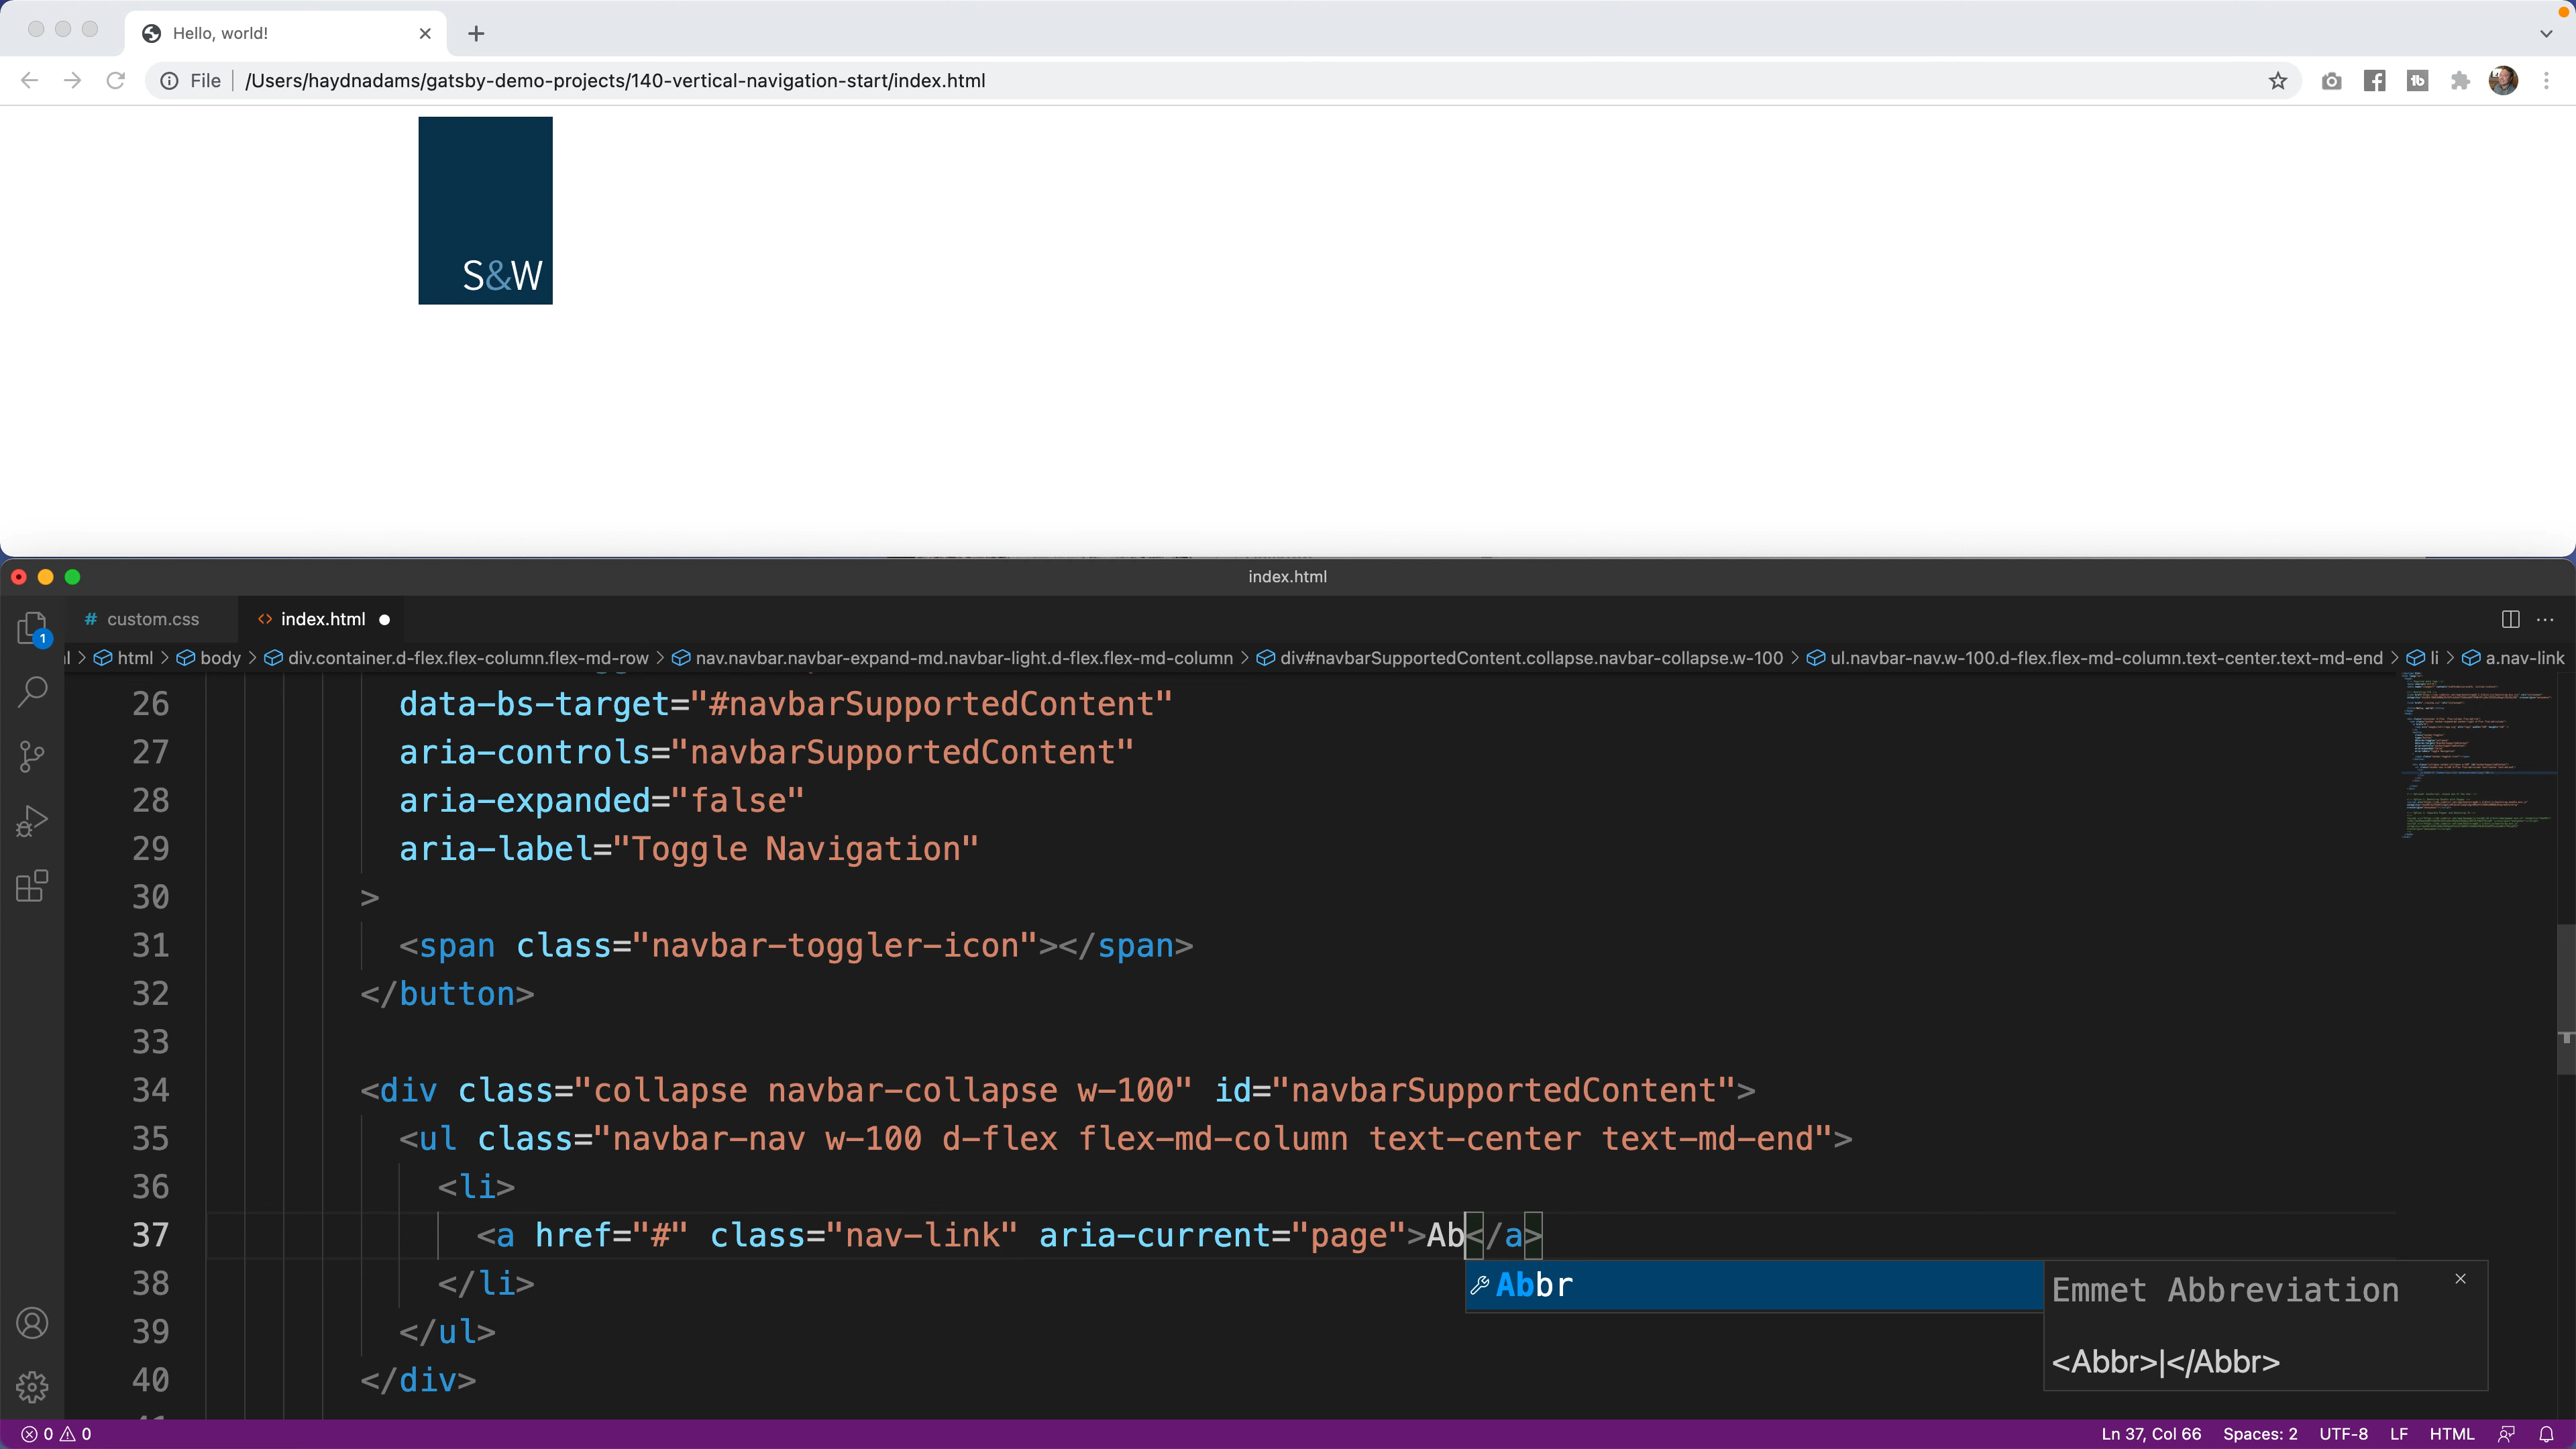 Hello, world!
File /Users/haydnadams/gatsby-demo-projects/140-vertical-navigation-start/index.html
tb
S&W
index.html
# custom.css
<> index.html
1
html > body > div.container.d-flex.flex-column.flex-md-row > nav.navbar.navbar-expand-md.navbar-light.d-flex.flex-md-column > div#navbarSupportedContent.collapse.navbar-collapse.w-100 > ul.navbar-nav.w-100.d-flex.flex-md-column.text-center.text-md-end > li > a.nav-link
26 data-bs-target="#navbarSupportedContent"
27 aria-controls="navbarSupportedContent"
28 aria-expanded="false"
29 aria-label="Toggle Navigation"
30 >
31 <span class="navbar-toggler-icon"></span>
32 </button>
33
34 <div class="collapse navbar-collapse w-100" id="navbarSupportedContent">
35 <ul class="navbar-nav w-100 d-flex flex-md-column text-center text-md-end">
36 <li>
37 <a href="#" class="nav-link" aria-current="page">Ab</a>
Abbr
Emmet Abbreviation
38 </li>
39 </ul>
<Abbr>|</Abbr>
40 </div>
0 0
Ln 37, Col 66 Spaces: 2 UTF-8 LF HTML